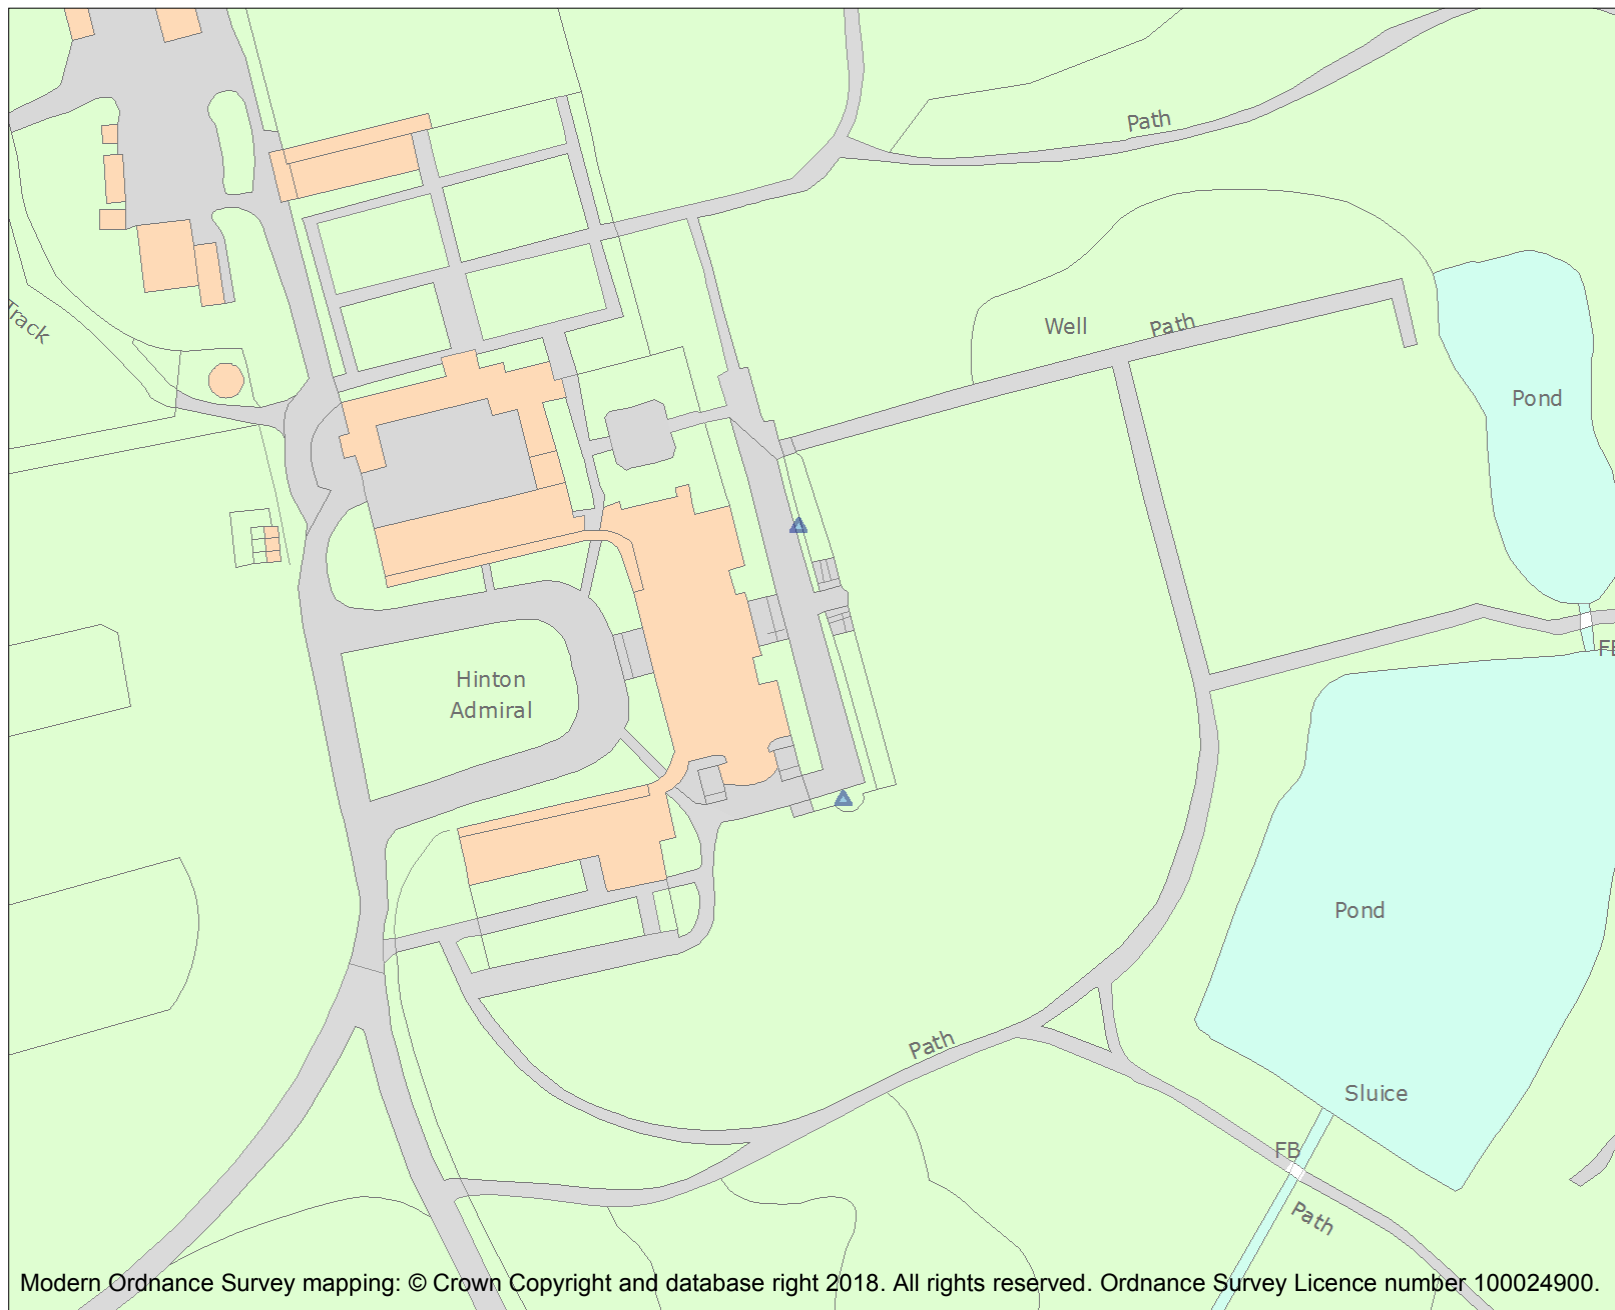 Path
Track
Well
Path
Pond
FB
Hinton
Admiral
Pond
Path
Sluice
FB
Path
Modern Ordnance Survey mapping: © Crown Copyright and database right 2018. All rights reserved. Ordnance Survey Licence number 100024900.